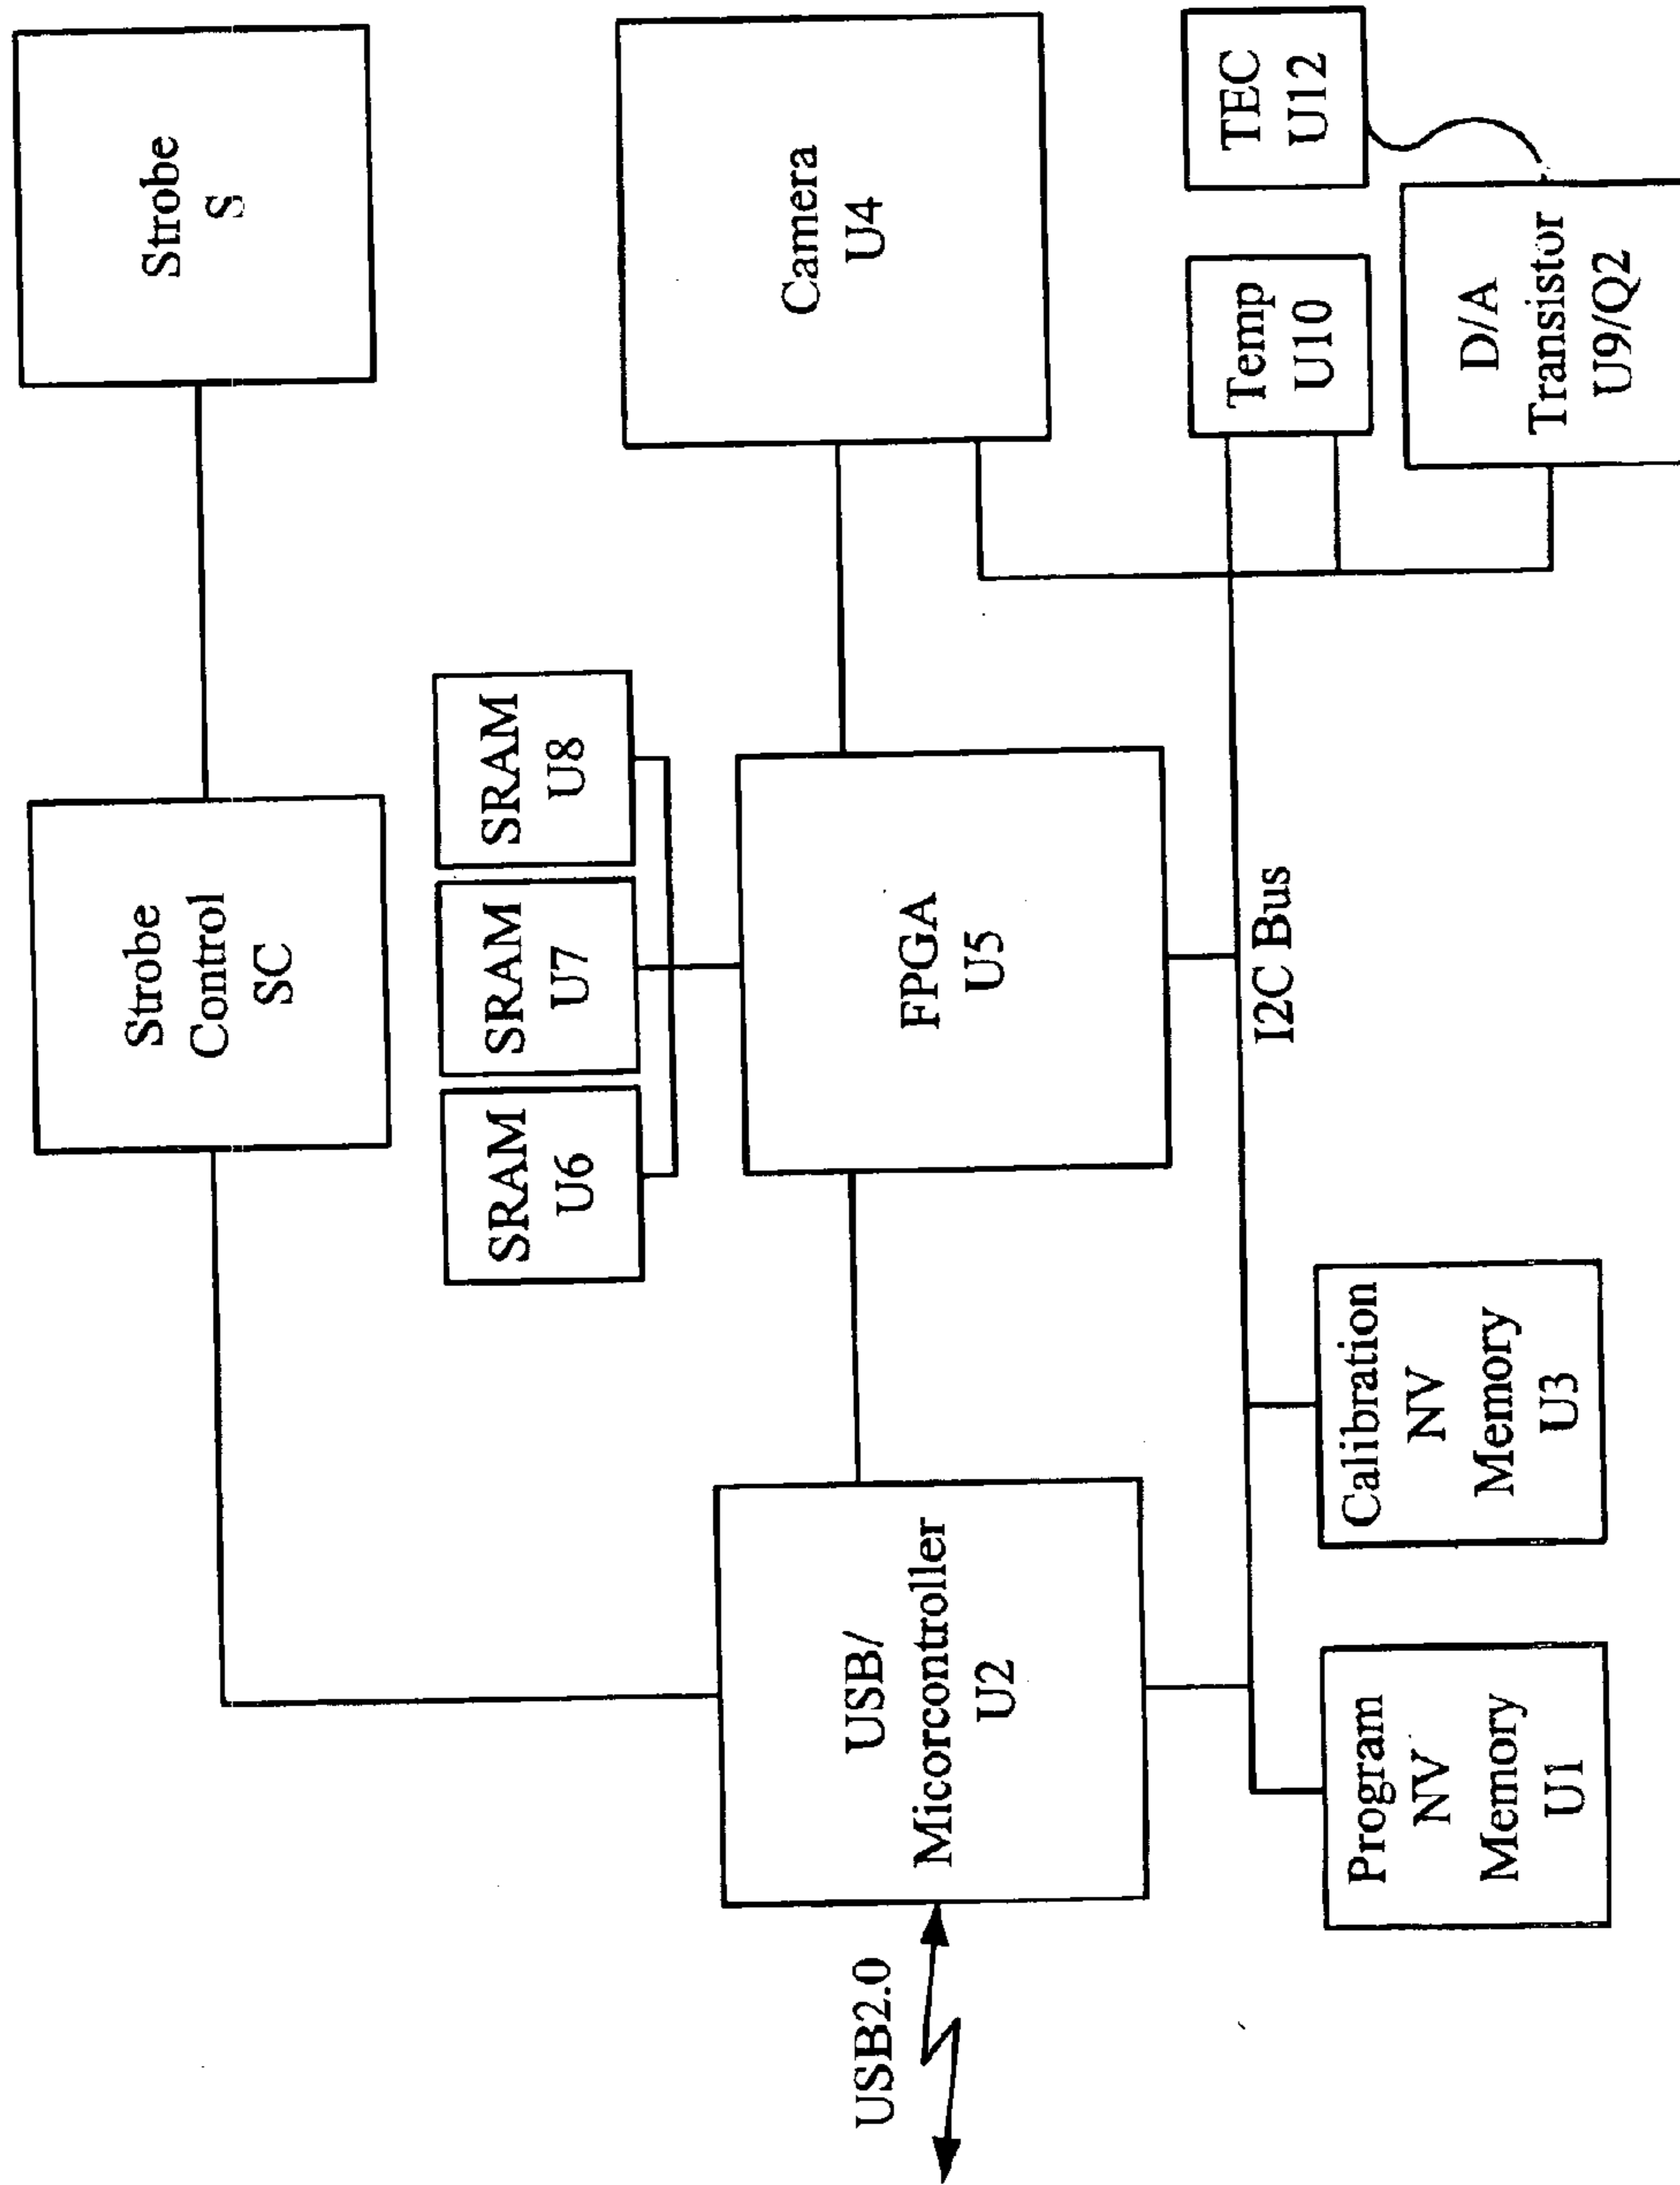 Strobe
Control
SC
Strobe
S
SRAM
U6
SRAM
U7
SRAM
U8
USB2.0
USB/
Micorcontroller
U2
FPGA
U5
Camera
U4
I2C Bus
Program
NV
Memory
U1
Calibration
NV
Memory
U3
Temp
U10
TEC
U12
D/A
Transistor
U9/Q2